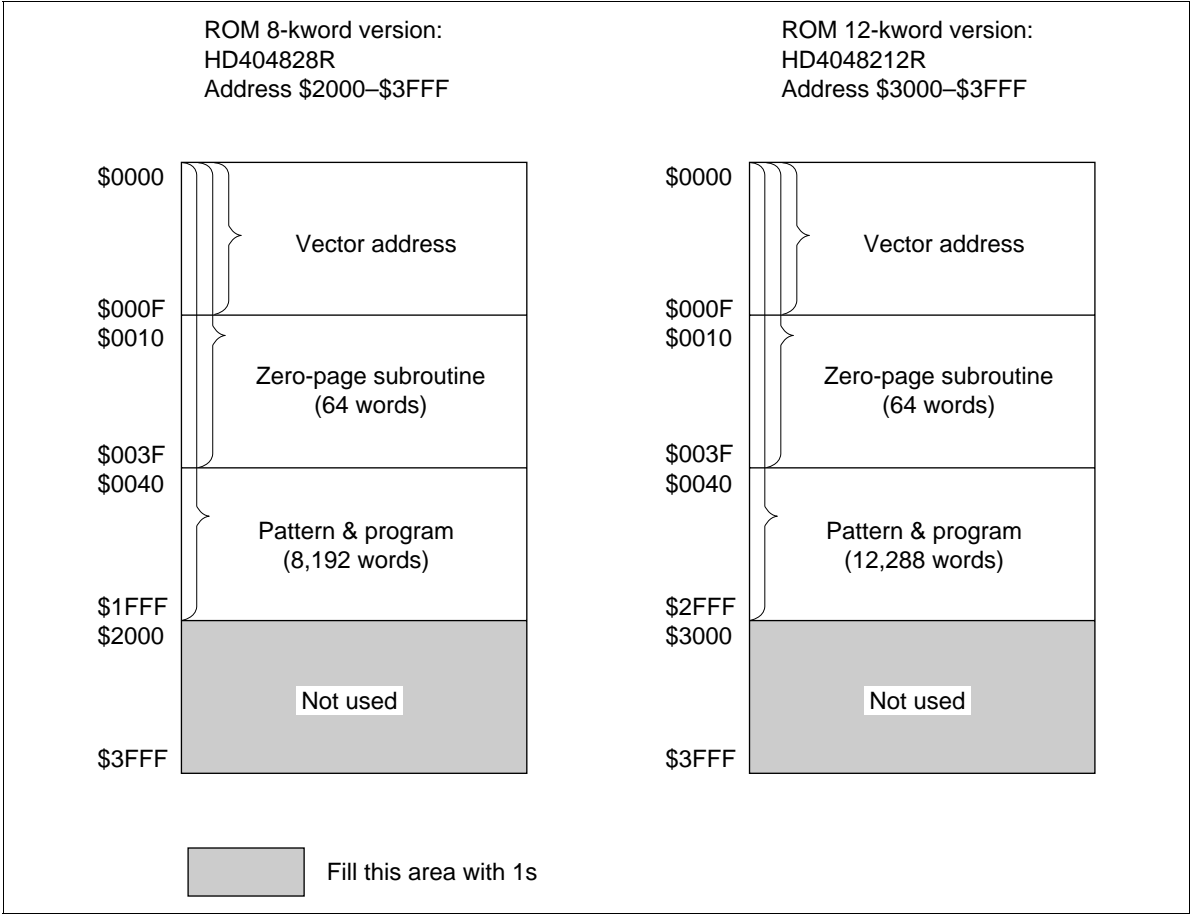 ROM 8-kword version:
HD404828R
Address $2000–$3FFF
$0000
Vector address
$000F
$0010
Zero-page subroutine
(64 words)
$003F
$0040
Pattern & program
(8,192 words)
$1FFF
$2000
Not used
$3FFF
ROM 12-kword version:
HD4048212R
Address $3000–$3FFF
$0000
Vector address
$000F
$0010
Zero-page subroutine
(64 words)
$003F
$0040
Pattern & program
(12,288 words)
$2FFF
$3000
Not used
$3FFF
Fill this area with 1s